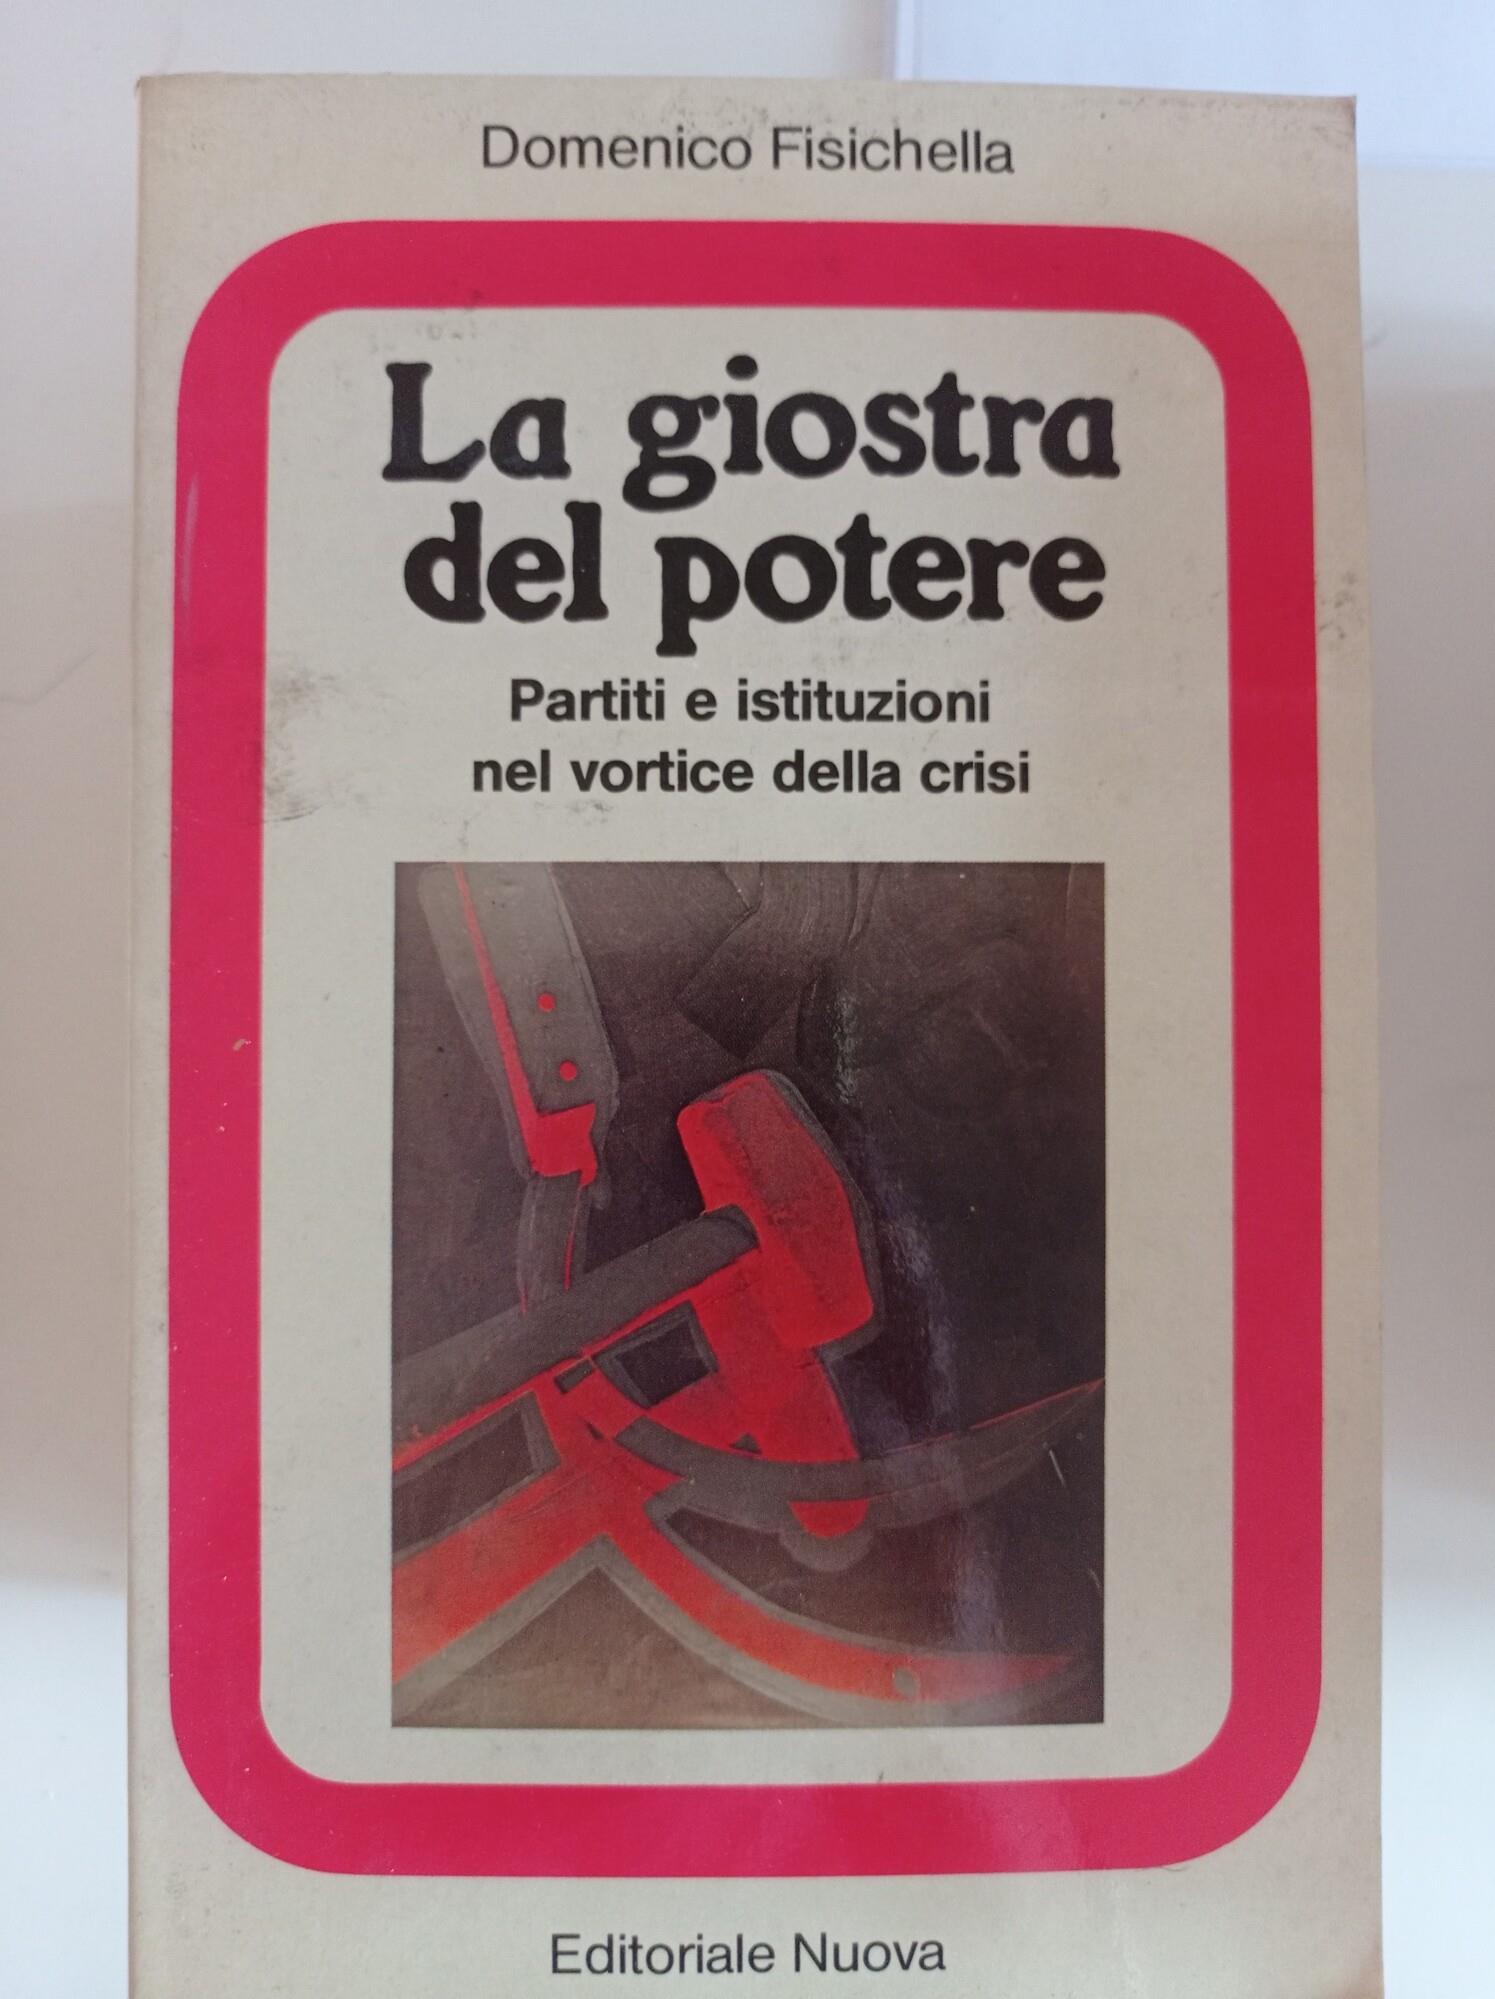 Domenico Fisichella
La giostra
del potere
Partiti e istituzioni
nel vortice della crisi
Editoriale Nuova